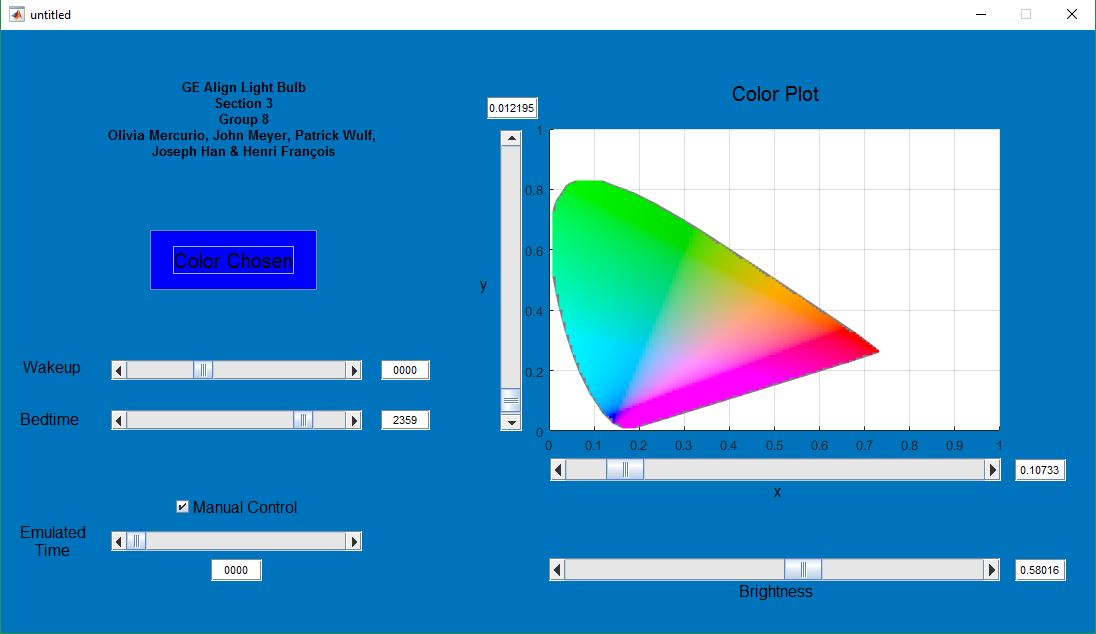 untitled
GE Align Light Bulb
Section 3
Group 8
Olivia Mercurio, John Meyer, Patrick Wulf,
Joseph Han & Henri François
Color Chosen
Wakeup
0000
Bedtime
2359
Manual Control
Emulated
Time
0000
Color Plot
0.012195
y
1
0.8
0.6
0.4
0.2
0
0 0.1 0.2 0.3 0.4 0.5 0.6 0.7 0.8 0.9 1
0.10733
x
0.58016
Brightness